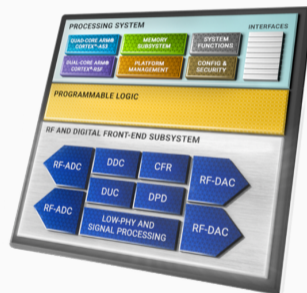 PROCESSING SYSTEM
INTERFACES
QUAD-CORE ARM®
CORTEX™-A53
MEMORY
SUBSYSTEM
SYSTEM
FUNCTIONS
DUAL-CORE ARM®
CORTEX™-R5F
PLATFORM
MANAGEMENT
CONFIG &
SECURITY
PROGRAMMABLE LOGIC
RF AND DIGITAL FRONT-END SUBSYSTEM
RF-ADC
DDC
CFR
RF-DAC
RF-ADC
DUC
DPD
RF-DAC
LOW-PHY AND
SIGNAL PROCESSING